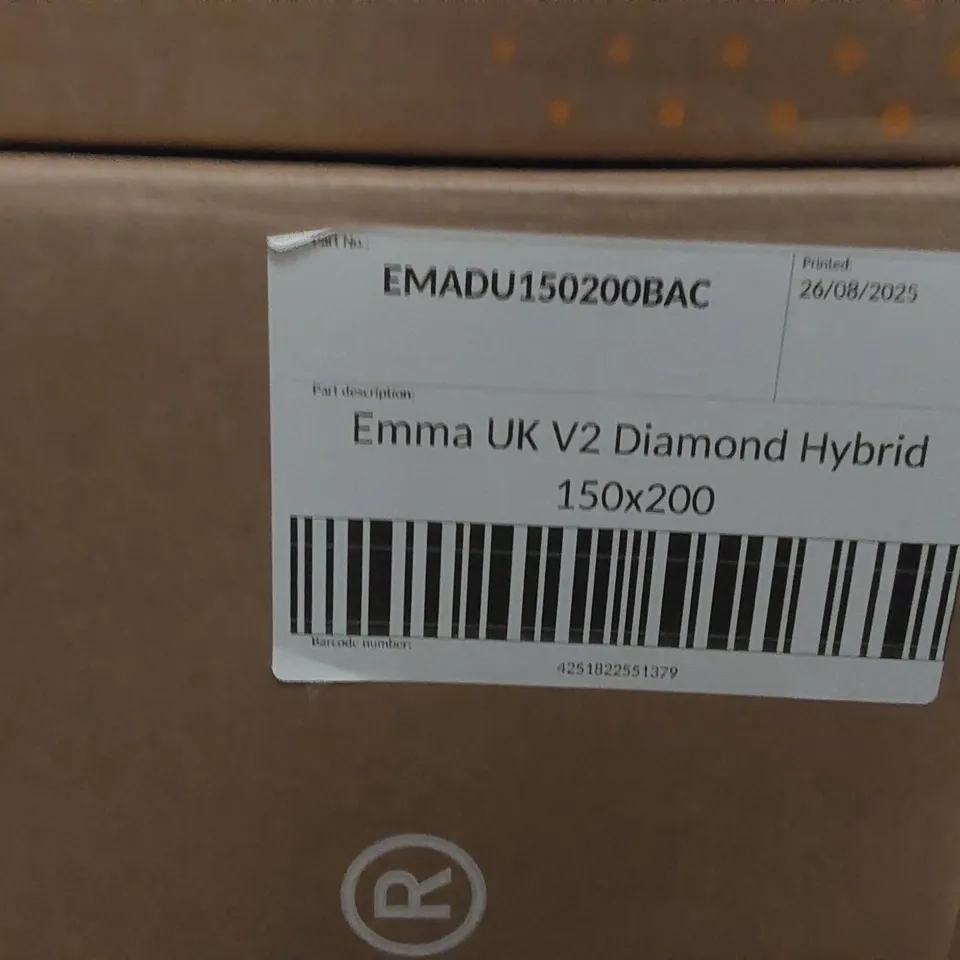 Part No.:
EMADU150200BAC
Printed:
26/08/2025
Part description:
Emma UK V2 Diamond Hybrid
150x200
Barcode number:
4251822551379
®